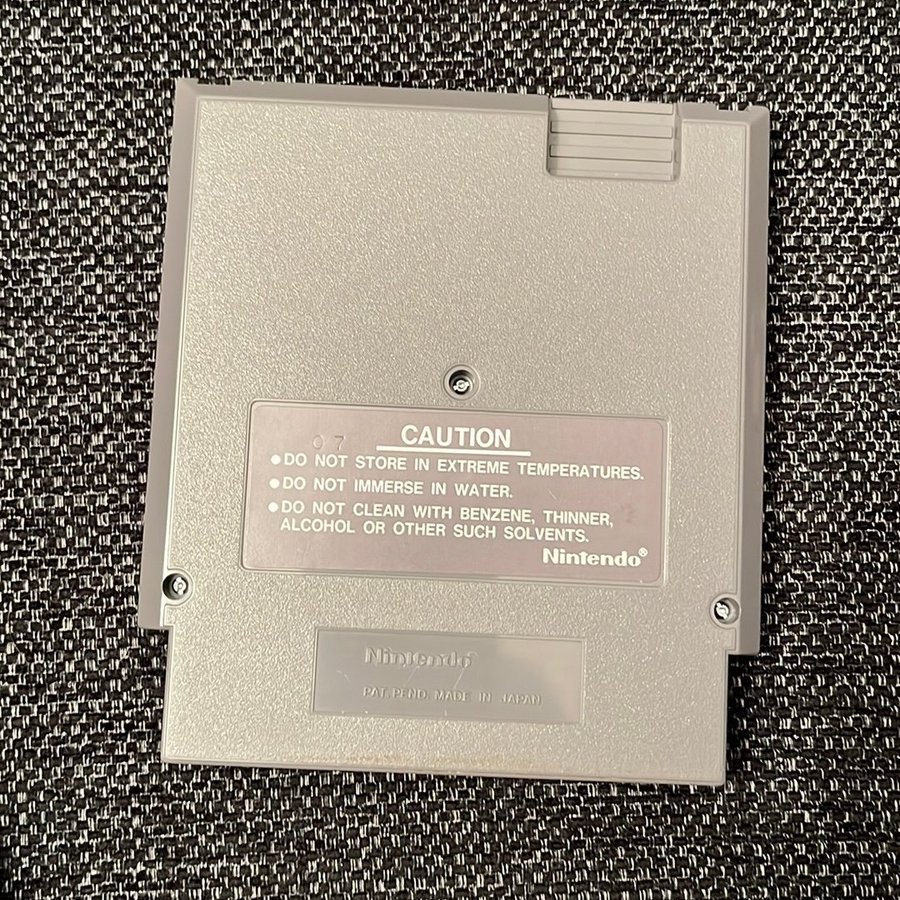 07
CAUTION
●DO NOT STORE IN EXTREME TEMPERATURES.
●DO NOT IMMERSE IN WATER.
●DO NOT CLEAN WITH BENZENE, THINNER,
ALCOHOL OR OTHER SUCH SOLVENTS.
Nintendo®
Nintendo®
PAT. PEND. MADE IN JAPAN